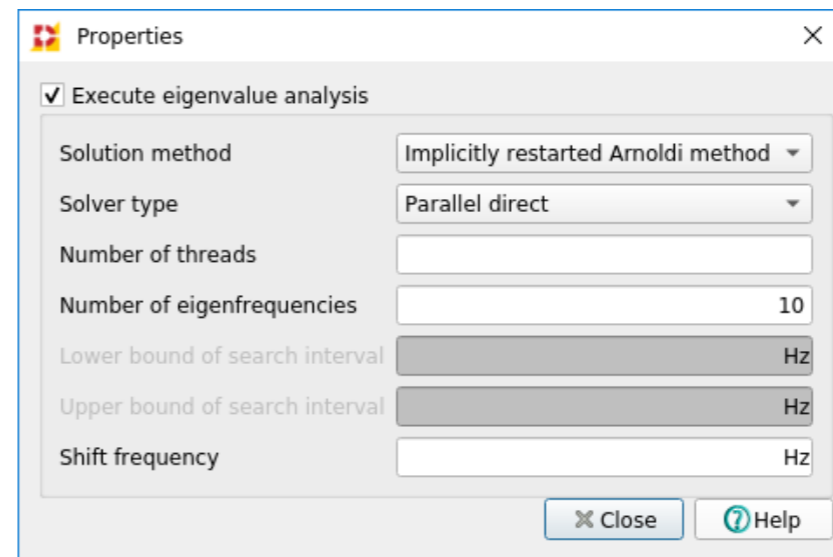 Properties
Execute eigenvalue analysis
Solution method Implicitly restarted Arnoldi method
Solver type Parallel direct
Number of threads
Number of eigenfrequencies 10
Lower bound of search interval Hz
Upper bound of search interval Hz
Shift frequency Hz
Close Help